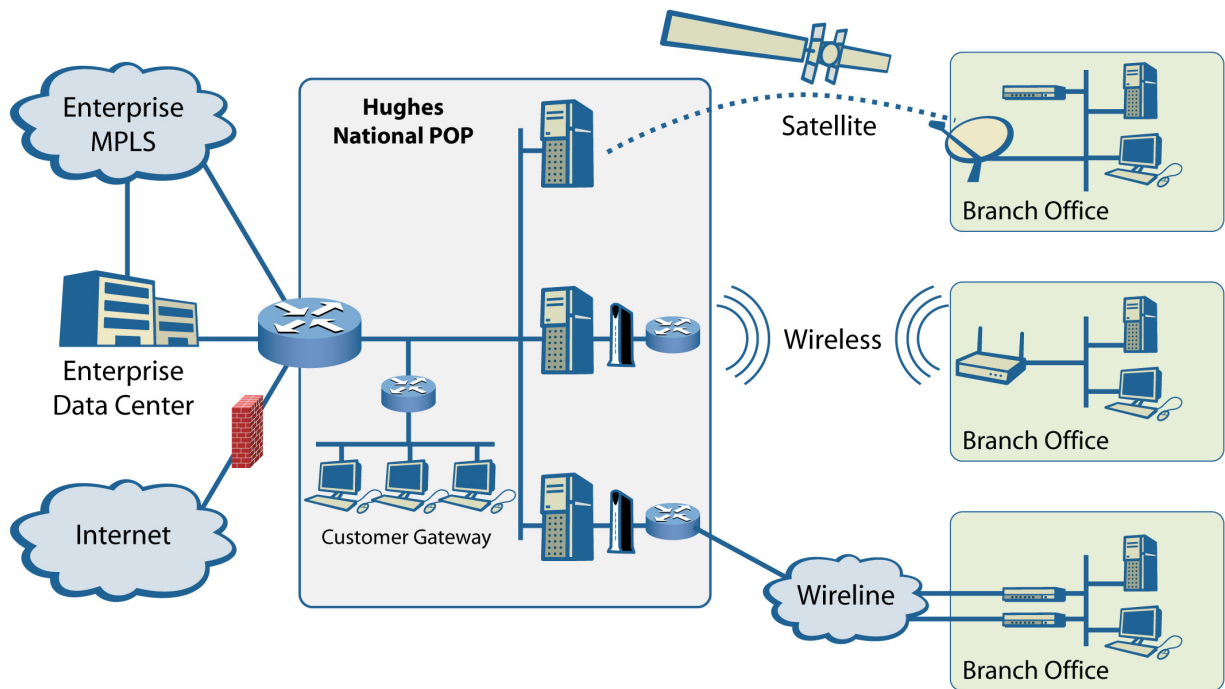 Enterprise
MPLS
Hughes
National POP
Satellite
Branch Office
Enterprise
Data Center
Wireless
Branch Office
Internet
Customer Gateway
Wireline
Branch Office